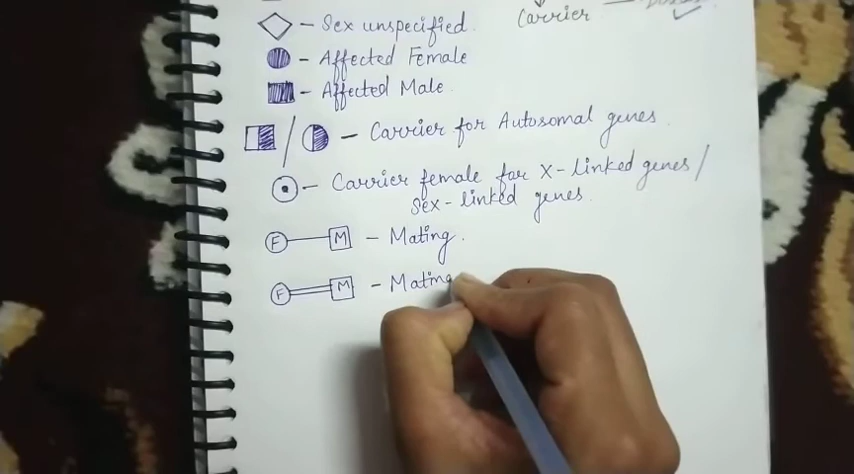 Carrier
– Sex unspecified.
– Affected Female
– Affected Male.
/ – Carrier for Autosomal genes.
– Carrier female for X-linked genes/
Sex-linked genes.
F M – Mating.
F M – Mating